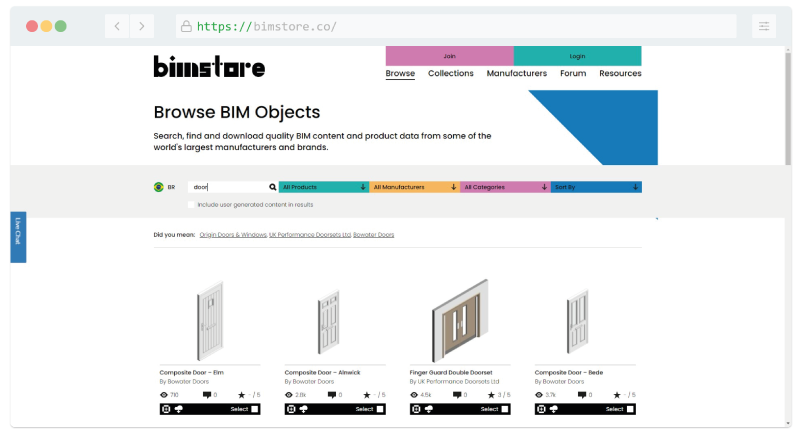 https://bimstore.co/
bimstore
Join
Login
Browse Collections Manufacturers Forum Resources
Browse BIM Objects
Search, find and download quality BIM content and product data from some of the
world's largest manufacturers and brands.
BR door All Products All Manufacturers All Categories Sort By
Include user generated content in results
Live Chat
Did you mean: Origin Doors & Windows, UK Performance Doorsets Ltd, Bowater Doors
Composite Door – Elm
By Bowater Doors
710 0 - / 5
Select
Composite Door – Alnwick
By Bowater Doors
2.8k 0 - / 5
Select
Finger Guard Double Doorset
By UK Performance Doorsets Ltd
4.5k 0 3 / 5
Select
Composite Door – Bede
By Bowater Doors
3.7k 0 - / 5
Select